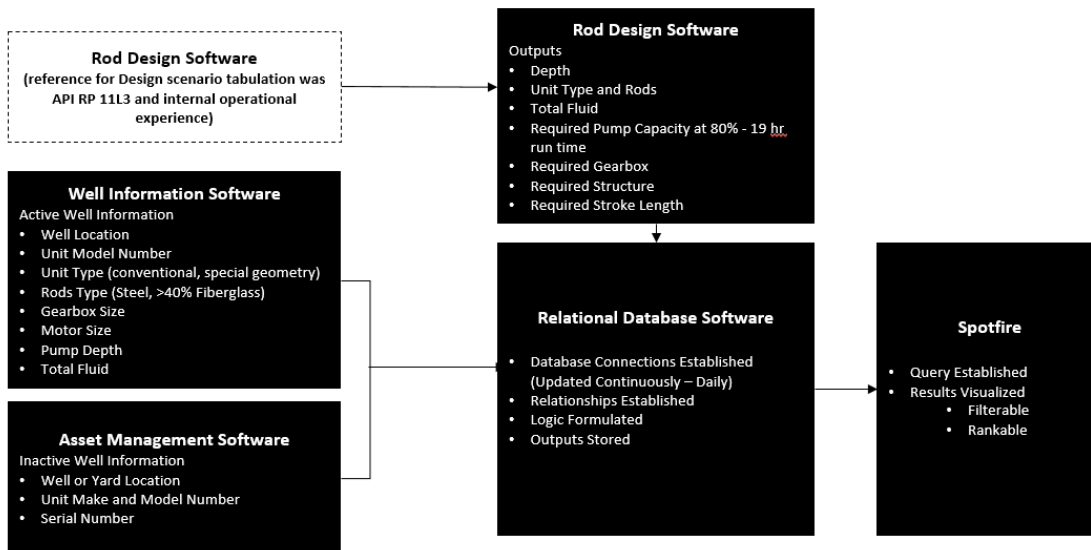 Rod Design Software
(reference for Design scenario tabulation was
API RP 11L3 and internal operational
experience)
Rod Design Software
Outputs
• Depth
• Unit Type and Rods
• Total Fluid
• Required Pump Capacity at 80% - 19 hr
run time
• Required Gearbox
• Required Structure
• Required Stroke Length
Well Information Software
Active Well Information
• Well Location
• Unit Model Number
• Unit Type (conventional, special geometry)
• Rods Type (Steel, >40% Fiberglass)
• Gearbox Size
• Motor Size
• Pump Depth
• Total Fluid
Asset Management Software
Inactive Well Information
• Well or Yard Location
• Unit Make and Model Number
• Serial Number
Relational Database Software
• Database Connections Established
(Updated Continuously – Daily)
• Relationships Established
• Logic Formulated
• Outputs Stored
Spotfire
• Query Established
• Results Visualized
• Filterable
• Rankable